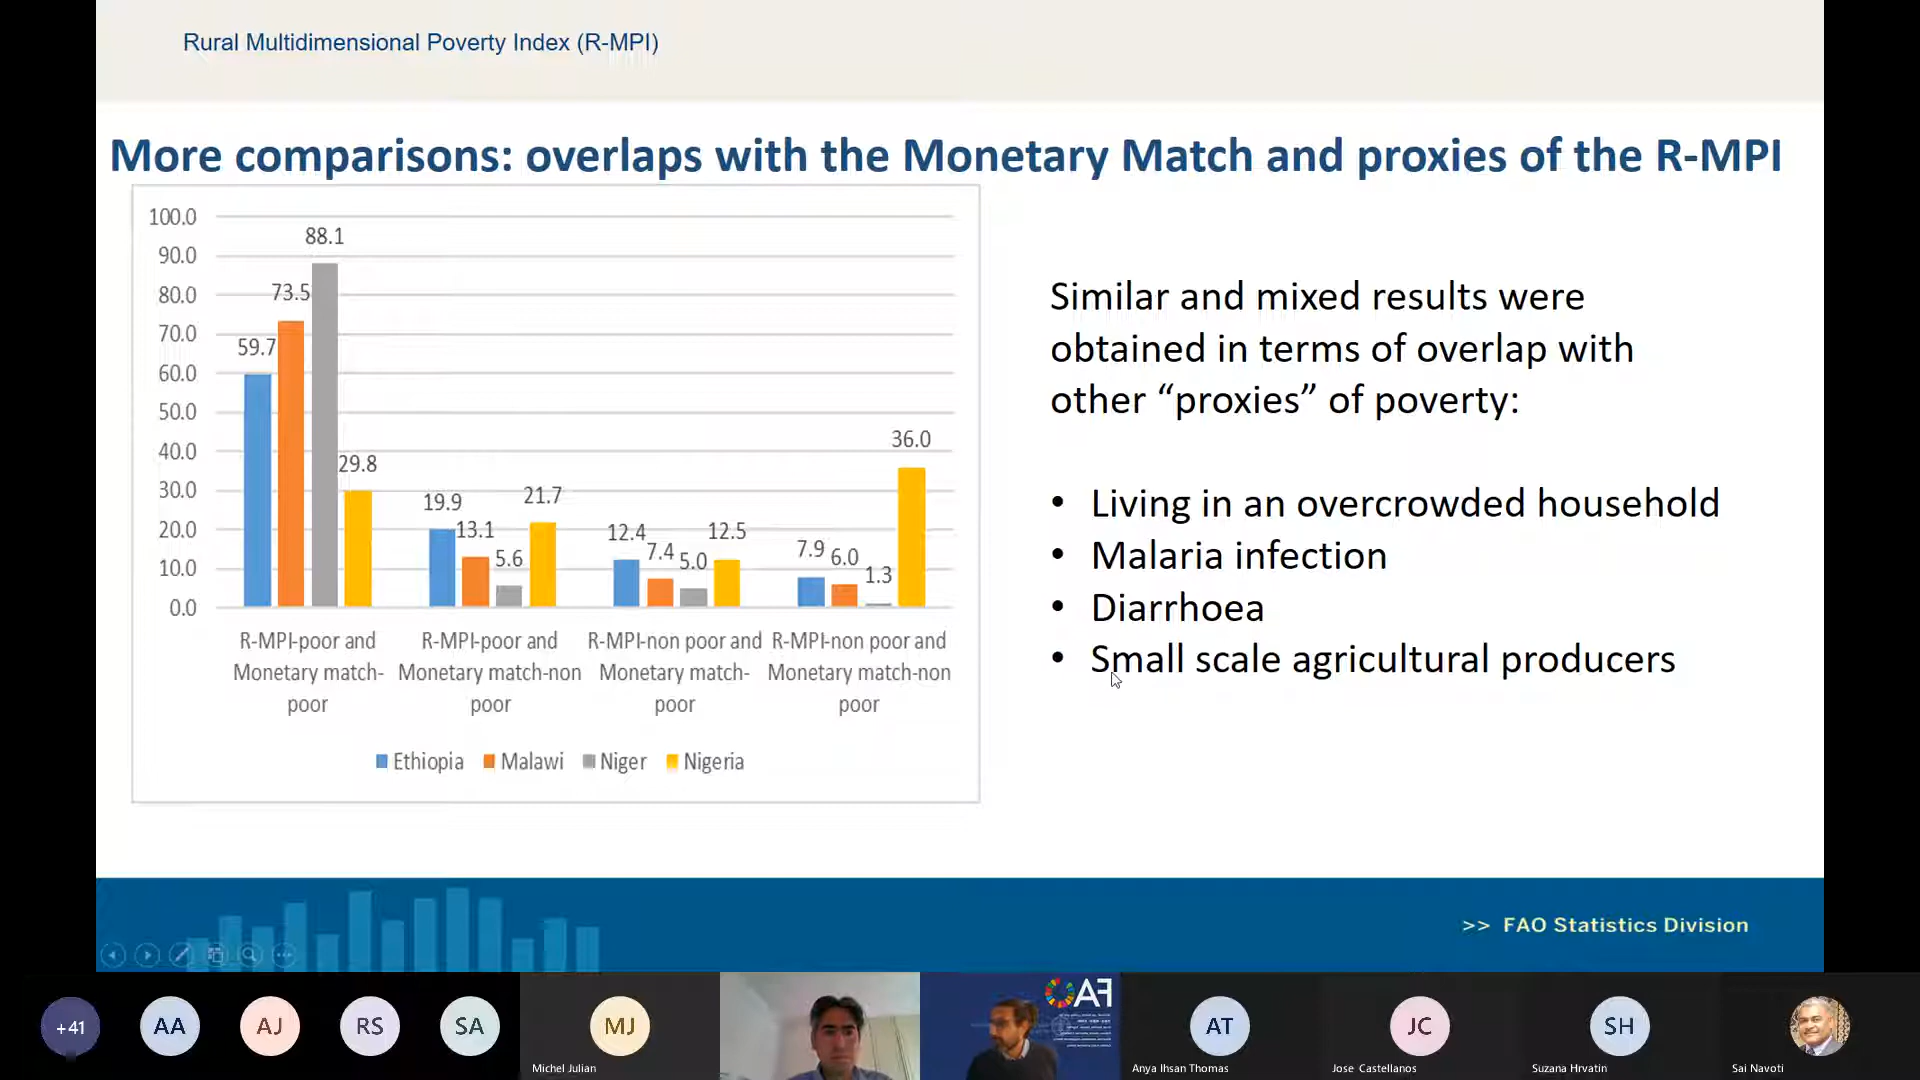 Rural Multidimensional Poverty Index (R-MPI)
More comparisons: overlaps with the Monetary Match and proxies of the R-MPI
100.0
90.0
80.0
70.0
60.0
50.0
40.0
30.0
20.0
10.0
0.0
59.7
73.5
88.1
29.8
19.9
13.1
5.6
21.7
12.4
7.4
5.0
12.5
7.9
6.0
1.3
36.0
R-MPI-poor and
Monetary match-
poor
R-MPI-poor and
Monetary match-non
poor
R-MPI-non poor and
Monetary match-
poor
R-MPI-non poor and
Monetary match-non
poor
Ethiopia Malawi Niger Nigeria
Similar and mixed results were
obtained in terms of overlap with
other “proxies” of poverty:
• Living in an overcrowded household
• Malaria infection
• Diarrhoea
• Small scale agricultural producers
>> FAO Statistics Division
+41
AA
AJ
RS
SA
MJ
Michel Julian
AT
Anya Ihsan Thomas
JC
Jose Castellanos
SH
Suzana Hrvatin
Sai Navoti